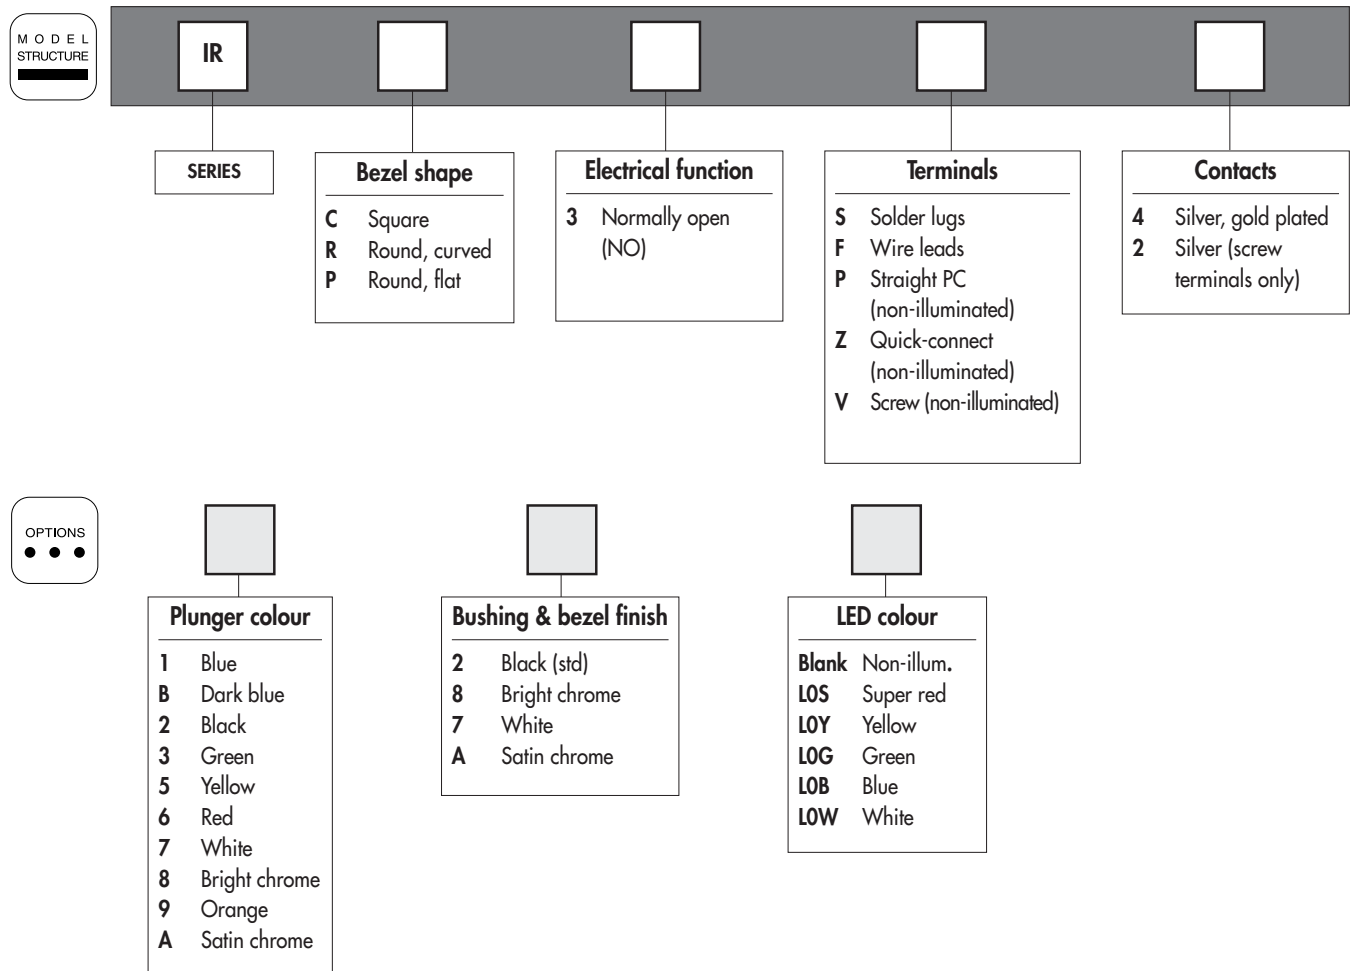 MODEL
STRUCTURE
IR
SERIES
Bezel shape
C Square
R Round, curved
P Round, flat
Electrical function
3 Normally open
(NO)
Terminals
S Solder lugs
F Wire leads
P Straight PC
(non-illuminated)
Z Quick-connect
(non-illuminated)
V Screw (non-illuminated)
Contacts
4 Silver, gold plated
2 Silver (screw
terminals only)
OPTIONS
Plunger colour
1 Blue
B Dark blue
2 Black
3 Green
5 Yellow
6 Red
7 White
8 Bright chrome
9 Orange
A Satin chrome
Bushing & bezel finish
2 Black (std)
8 Bright chrome
7 White
A Satin chrome
LED colour
Blank Non-illum.
L0S Super red
L0Y Yellow
L0G Green
L0B Blue
L0W White